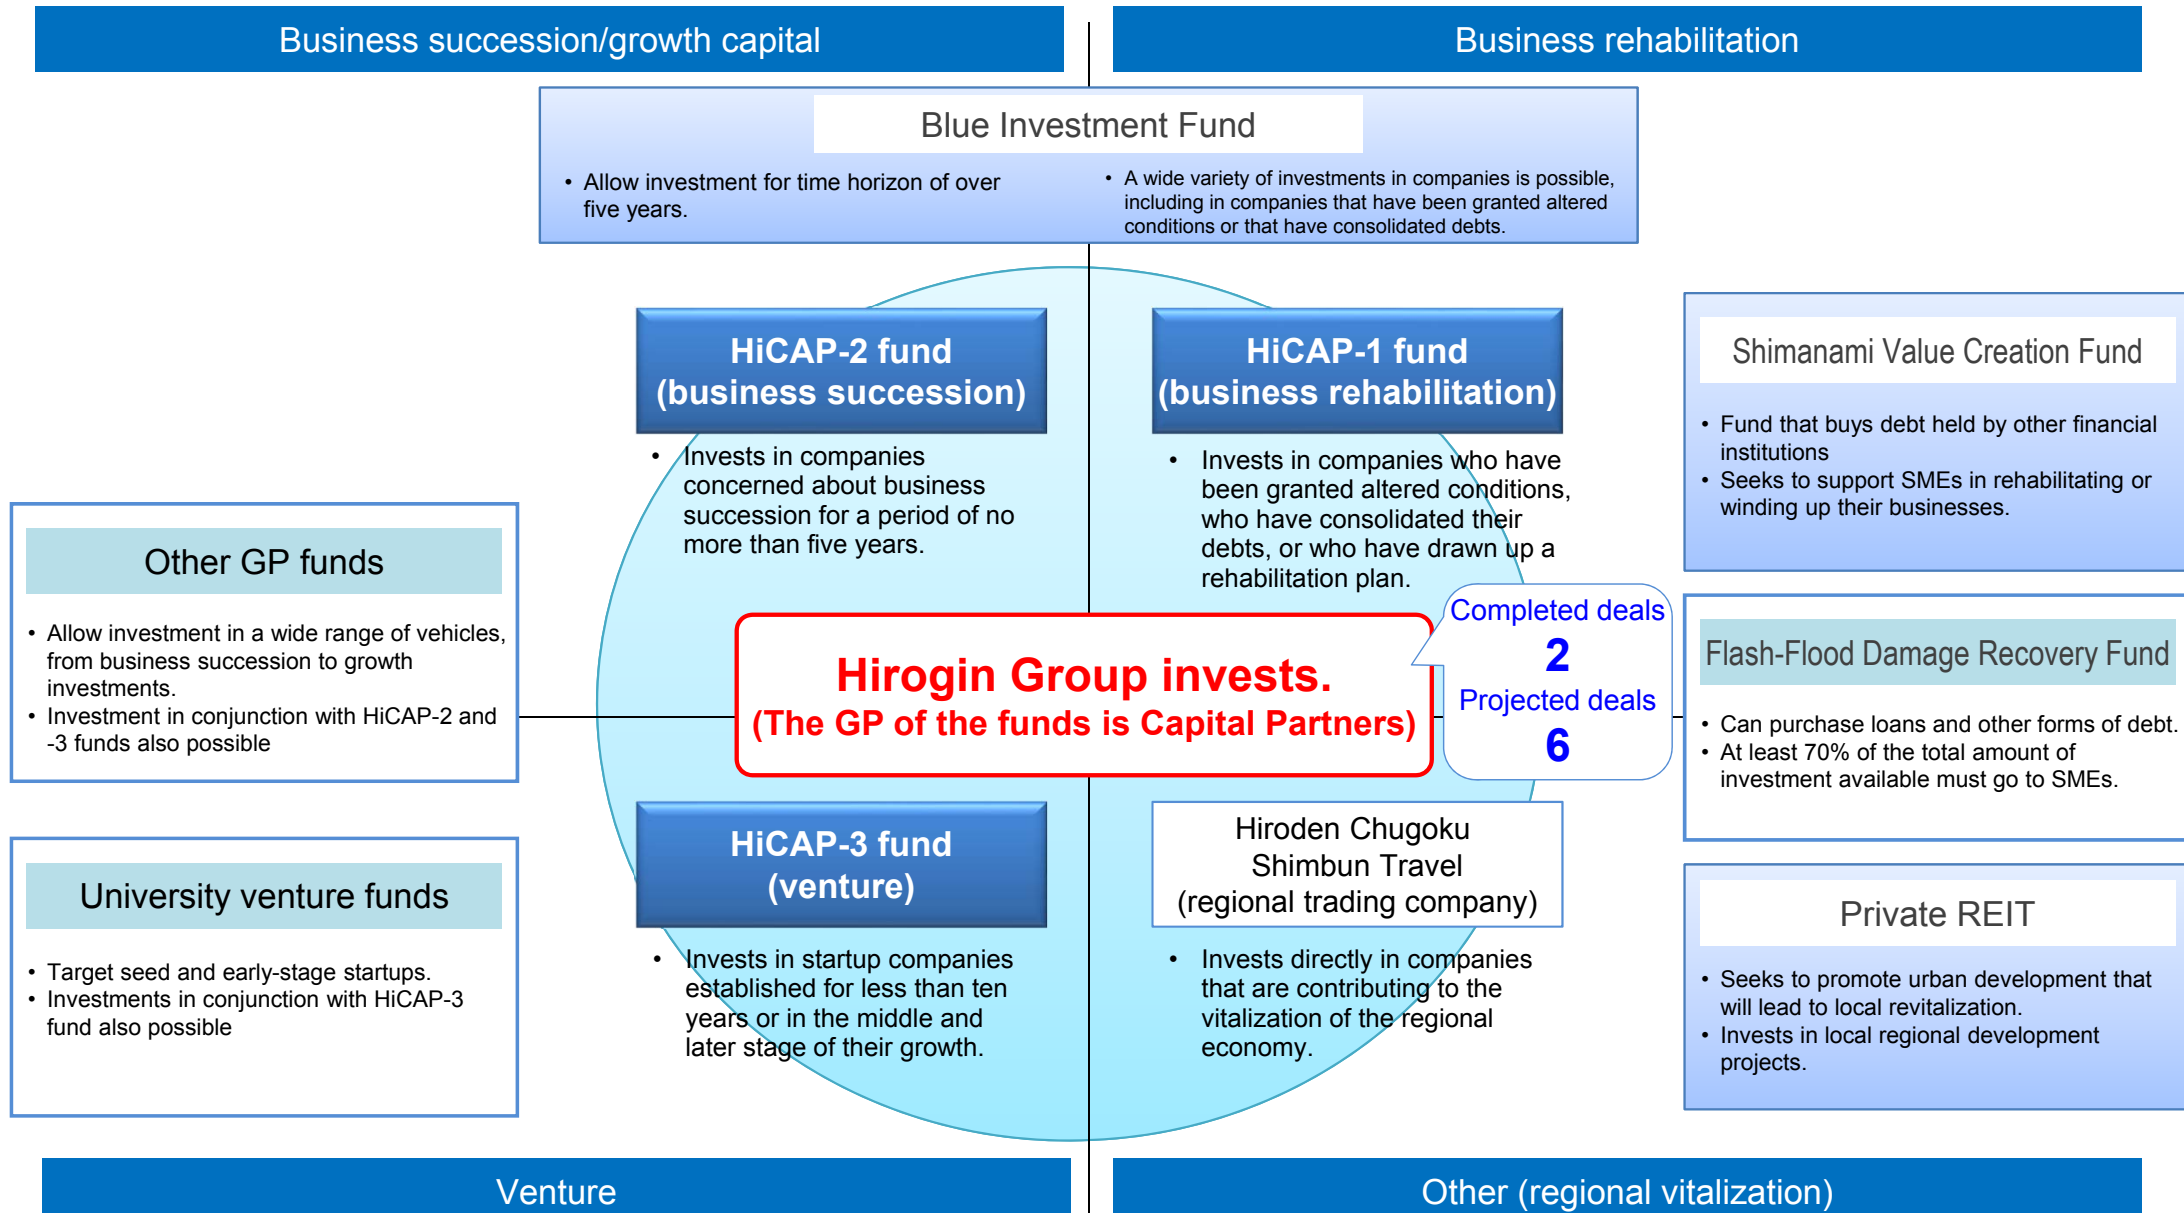 Business succession/growth capital
Business rehabilitation
Blue Investment Fund
• Allow investment for time horizon of over
five years.
• A wide variety of investments in companies is possible,
including in companies that have been granted altered
conditions or that have consolidated debts.
HiCAP-2 fund
(business succession)
• Invests in companies
concerned about business
succession for a period of no
more than five years.
HiCAP-1 fund
(business rehabilitation)
• Invests in companies who have
been granted altered conditions,
who have consolidated their
debts, or who have drawn up a
rehabilitation plan.
Shimanami Value Creation Fund
• Fund that buys debt held by other financial
institutions
• Seeks to support SMEs in rehabilitating or
winding up their businesses.
Other GP funds
• Allow investment in a wide range of vehicles,
from business succession to growth
investments.
• Investment in conjunction with HiCAP-2 and
-3 funds also possible
Hirogin Group invests.
(The GP of the funds is Capital Partners)
Completed deals
2
Projected deals
6
Flash-Flood Damage Recovery Fund
• Can purchase loans and other forms of debt.
• At least 70% of the total amount of
investment available must go to SMEs.
University venture funds
• Target seed and early-stage startups.
• Investments in conjunction with HiCAP-3
fund also possible
HiCAP-3 fund
(venture)
• Invests in startup companies
established for less than ten
years or in the middle and
later stage of their growth.
Hiroden Chugoku
Shimbun Travel
(regional trading company)
• Invests directly in companies
that are contributing to the
vitalization of the regional
economy.
Private REIT
• Seeks to promote urban development that
will lead to local revitalization.
• Invests in local regional development
projects.
Venture
Other (regional vitalization)